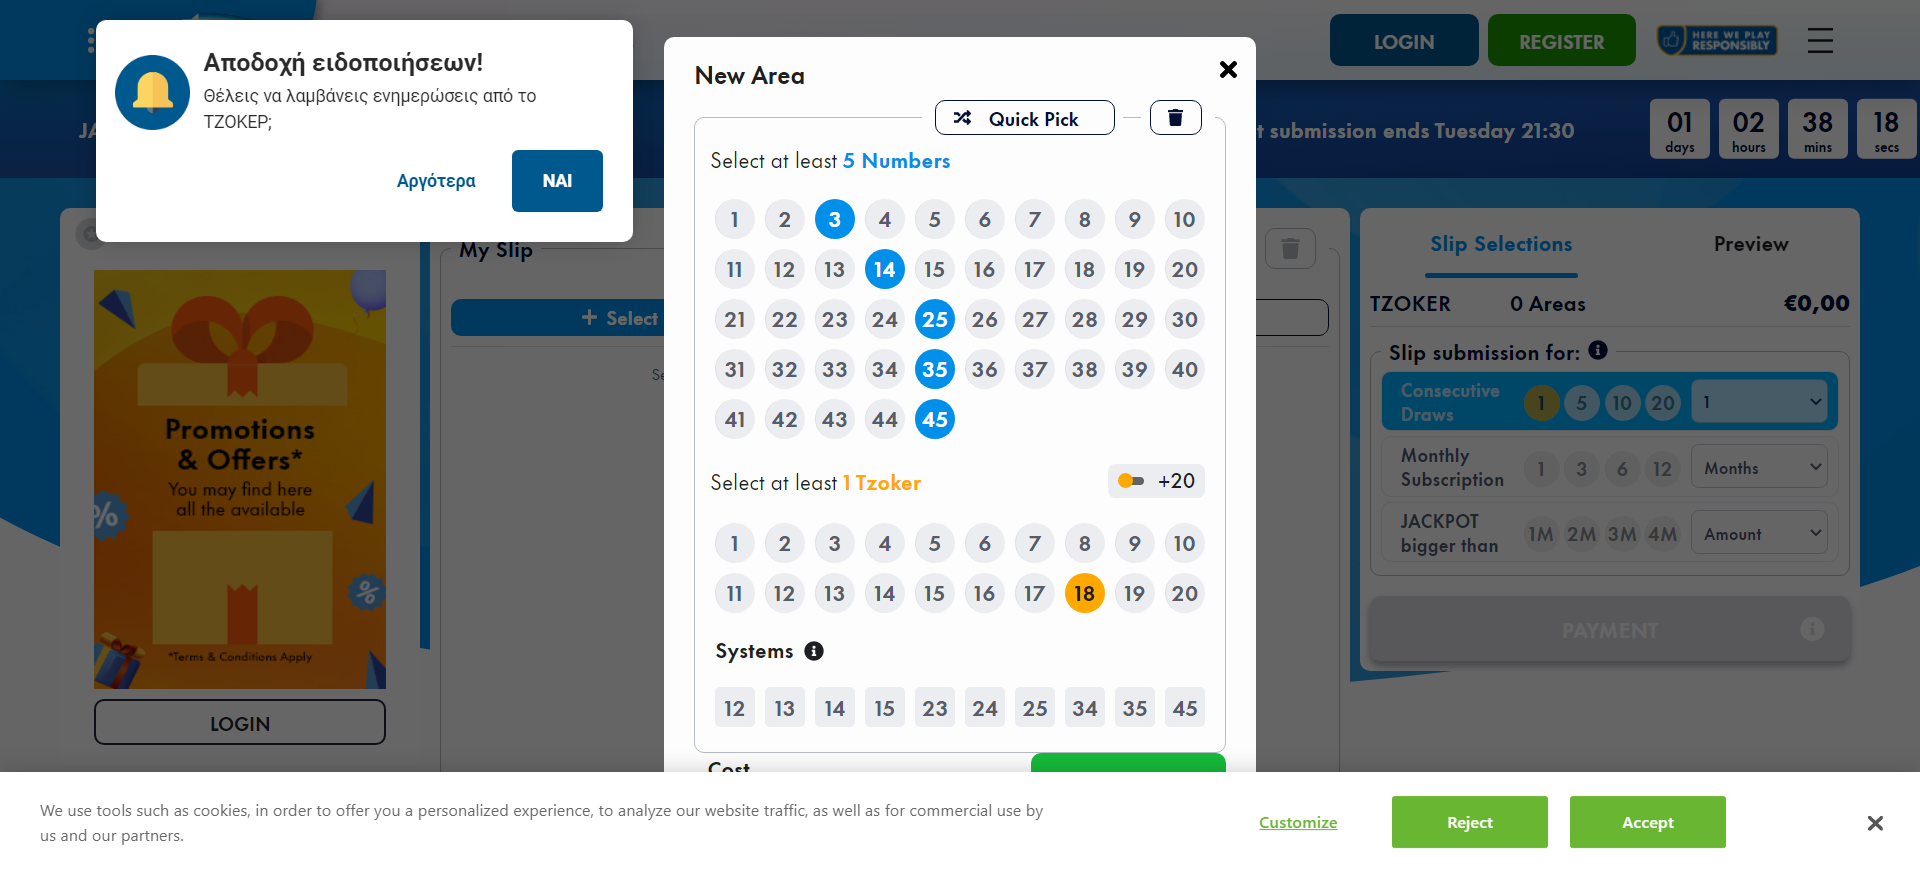 Αποδοχή ειδοποιήσεων!
Θέλεις να λαμβάνεις ενημερώσεις από το
ΤΖΟΚΕΡ;
Αργότερα
ΝΑΙ
LOGIN
REGISTER
HERE WE PLAY
RESPONSIBLY
t submission ends Tuesday 21:30
01
days
02
hours
38
mins
18
secs
New Area
Quick Pick
Select at least 5 Numbers
1 2 3 4 5 6 7 8 9 10
11 12 13 14 15 16 17 18 19 20
21 22 23 24 25 26 27 28 29 30
31 32 33 34 35 36 37 38 39 40
41 42 43 44 45
Select at least 1 Tzoker
+20
1 2 3 4 5 6 7 8 9 10
11 12 13 14 15 16 17 18 19 20
Systems
12 13 14 15 23 24 25 34 35 45
Cost
My Slip
Select
Promotions
& Offers*
You may find here
all the available
%
%
*Terms & Conditions Apply
LOGIN
Slip Selections
Preview
TZOKER 0 Areas €0,00
Slip submission for:
Consecutive
Draws
1 5 10 20 1
Monthly
Subscription
1 3 6 12 Months
JACKPOT
bigger than
1M 2M 3M 4M Amount
PAYMENT
We use tools such as cookies, in order to offer you a personalized experience, to analyze our website traffic, as well as for commercial use by
us and our partners.
Customize
Reject
Accept